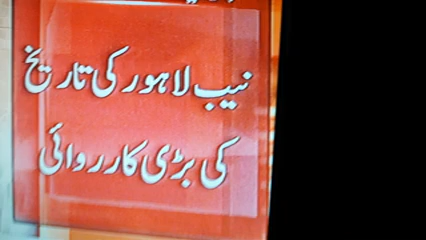 نیب لاہور کی تاریخ
کی بڑی کارروائی